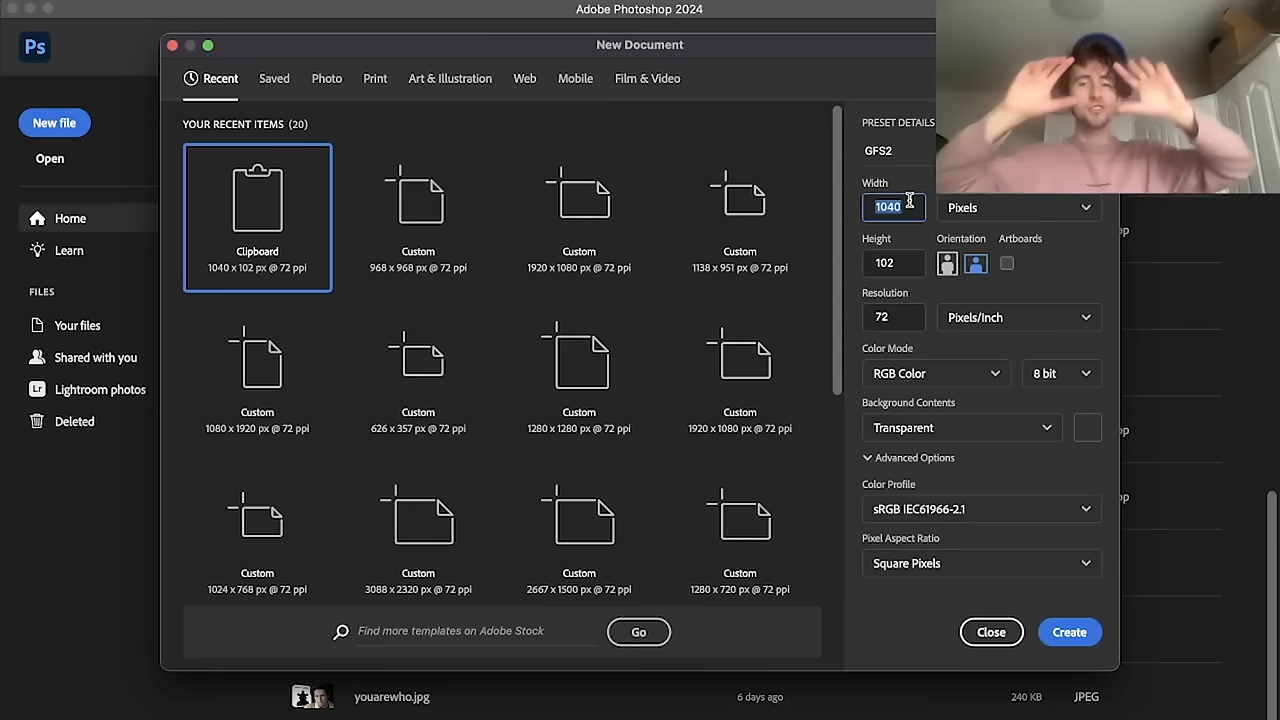 Adobe Photoshop 2024
Ps
New Document
New file
Open
Home
Learn
FILES
Your files
Shared with you
Lr Lightroom photos
Deleted
Recent Saved Photo Print Art & Illustration Web Mobile Film & Video
YOUR RECENT ITEMS (20)
Clipboard
1040 x 102 px @ 72 ppi
Custom
968 x 968 px @ 72 ppi
Custom
1920 x 1080 px @ 72 ppi
Custom
1138 x 951 px @ 72 ppi
Custom
1080 x 1920 px @ 72 ppi
Custom
626 x 357 px @ 72 ppi
Custom
1280 x 1280 px @ 72 ppi
Custom
1920 x 1080 px @ 72 ppi
Custom
1024 x 768 px @ 72 ppi
Custom
3088 x 2320 px @ 72 ppi
Custom
2667 x 1500 px @ 72 ppi
Custom
1280 x 720 px @ 72 ppi
Find more templates on Adobe Stock Go
PRESET DETAILS
GFS2
Width
1040 Pixels
Height Orientation Artboards
102
Resolution
72 Pixels/Inch
Color Mode
RGB Color 8 bit
Background Contents
Transparent
Advanced Options
Color Profile
sRGB IEC61966-2.1
Pixel Aspect Ratio
Square Pixels
Close Create
youarewho.jpg 6 days ago 240 KB JPEG